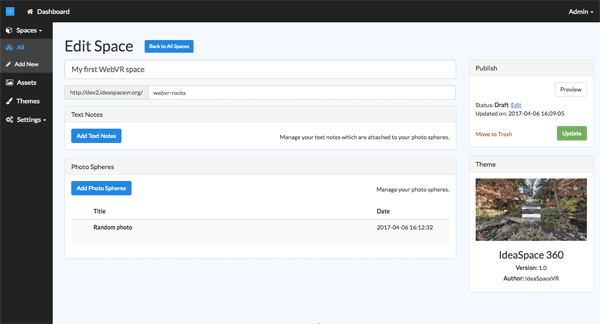 Dashboard
Admin
Spaces
All
Add New
Assets
Themes
Settings
Edit Space
Back to All Spaces
My first WebVR space
http://dev2.ideaspacevr.org/ webvr-rocks
Text Notes
Add Text Notes
Manage your text notes which are attached to your photo spheres.
Photo Spheres
Add Photo Spheres
Manage your photo spheres.
Title Date
Random photo 2017-04-06 16:12:32
Publish
Preview
Status: Draft Edit
Updated on: 2017-04-06 16:09:05
Move to Trash
Update
Theme
IdeaSpace 360
Version: 1.0
Author: IdeaSpaceVR